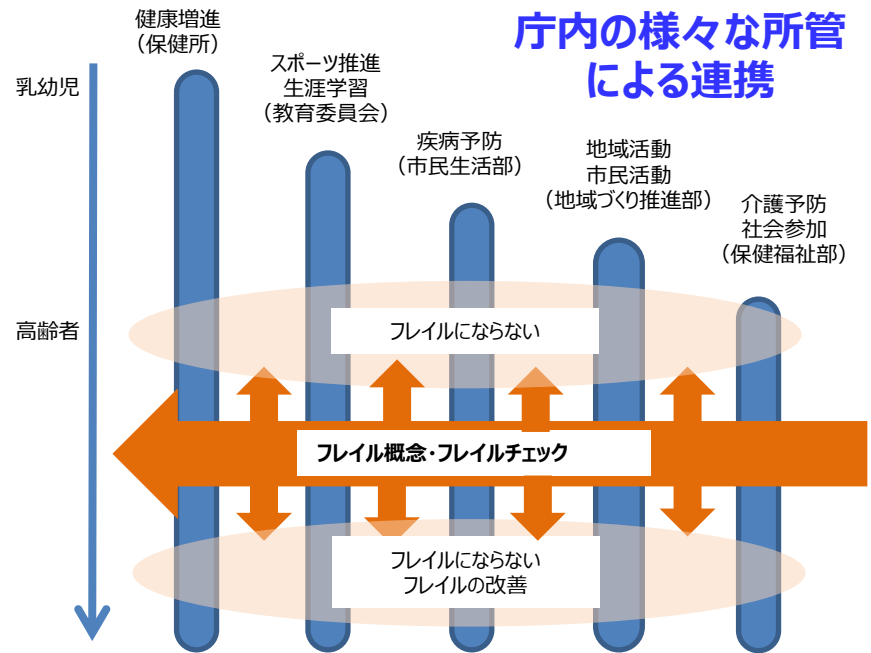 庁内の様々な所管
による連携
健康増進
（保健所）
スポーツ推進
生涯学習
（教育委員会）
疾病予防
（市民生活部）
地域活動
市民活動
（地域づくり推進部）
介護予防
社会参加
（保健福祉部）
乳幼児
高齢者
フレイルにならない
フレイル概念・フレイルチェック
フレイルにならない
フレイルの改善